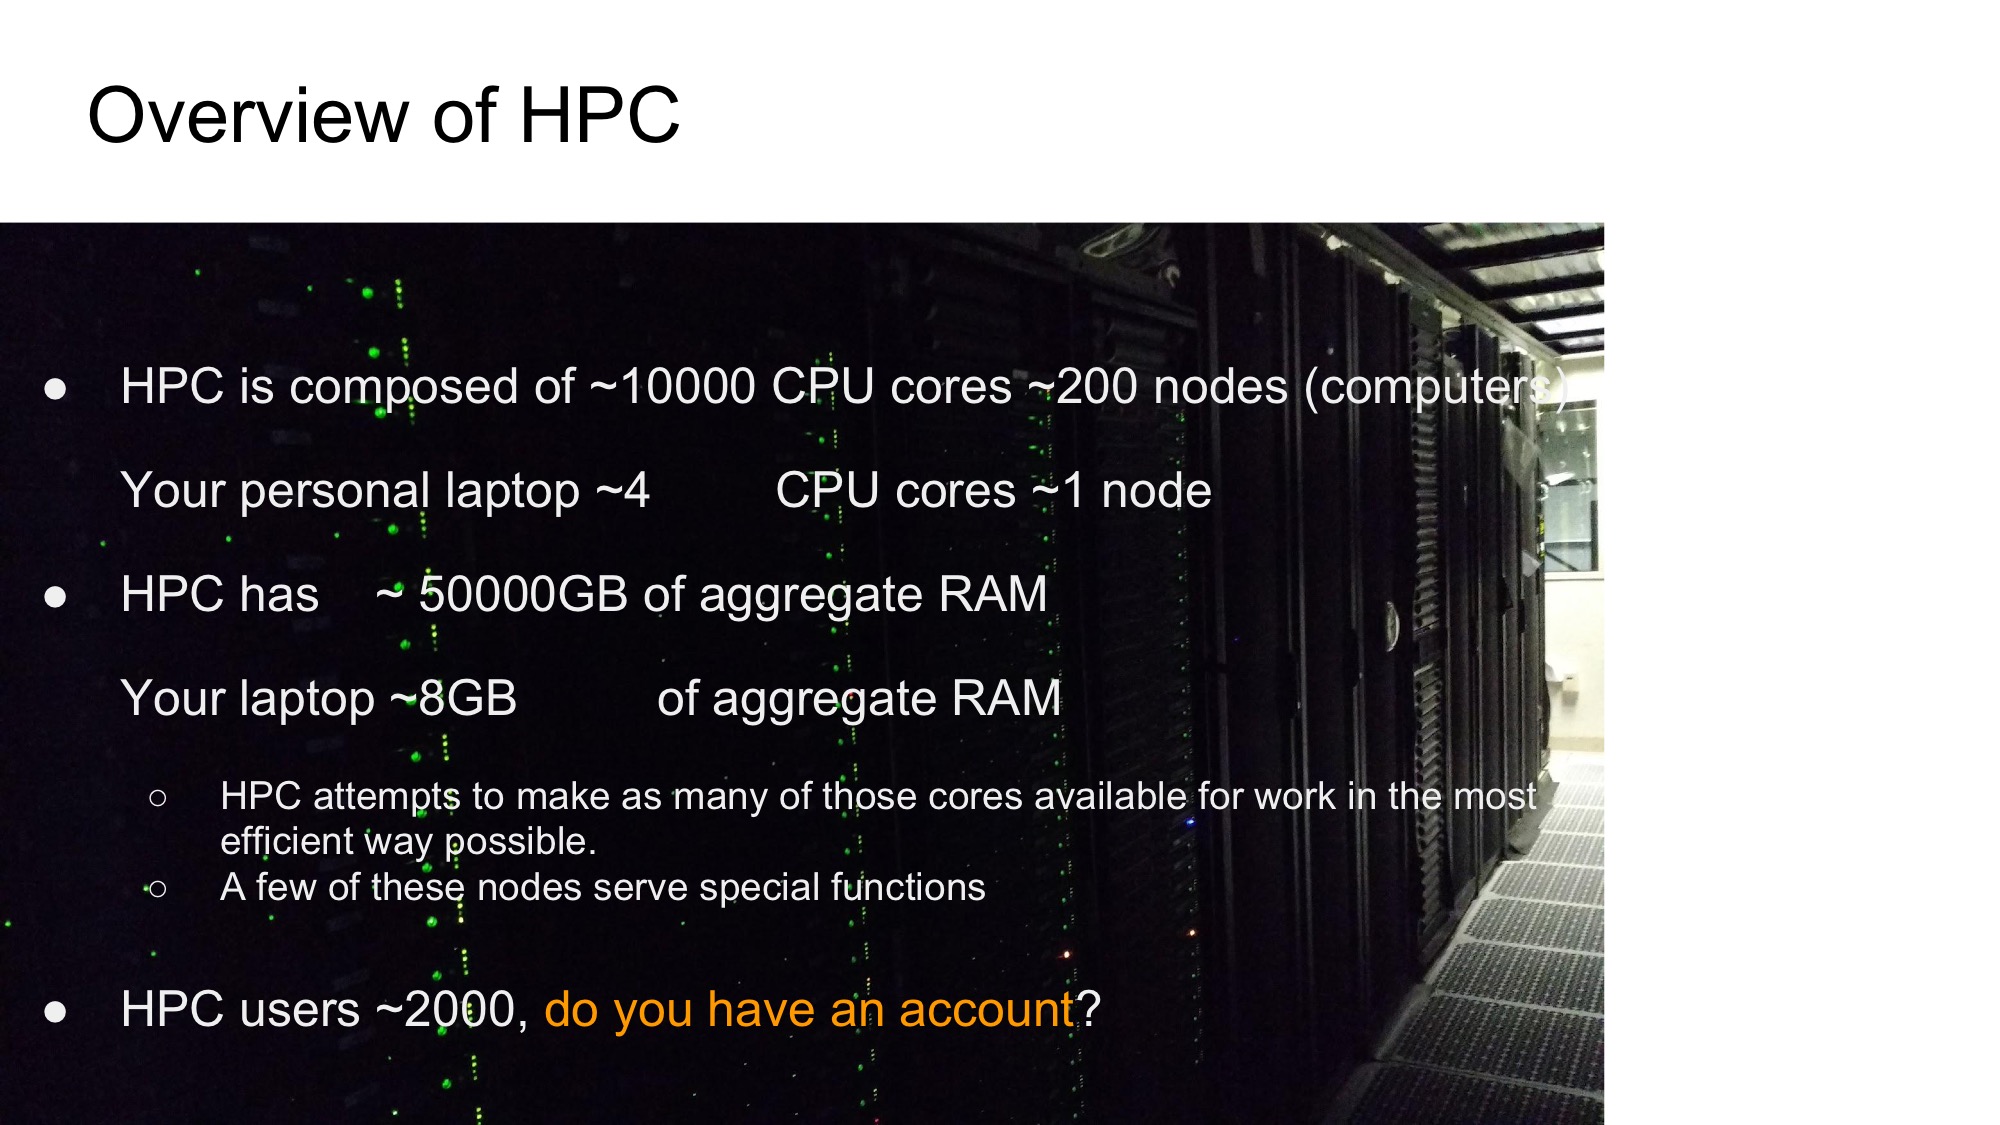 Overview of HPC
● HPC is composed of ~10000 CPU cores ~200 nodes (computers)
Your personal laptop ~4 CPU cores ~1 node
● HPC has ~ 50000GB of aggregate RAM
Your laptop ~8GB of aggregate RAM
○ HPC attempts to make as many of those cores available for work in the most
efficient way possible.
○ A few of these nodes serve special functions
● HPC users ~2000, do you have an account?